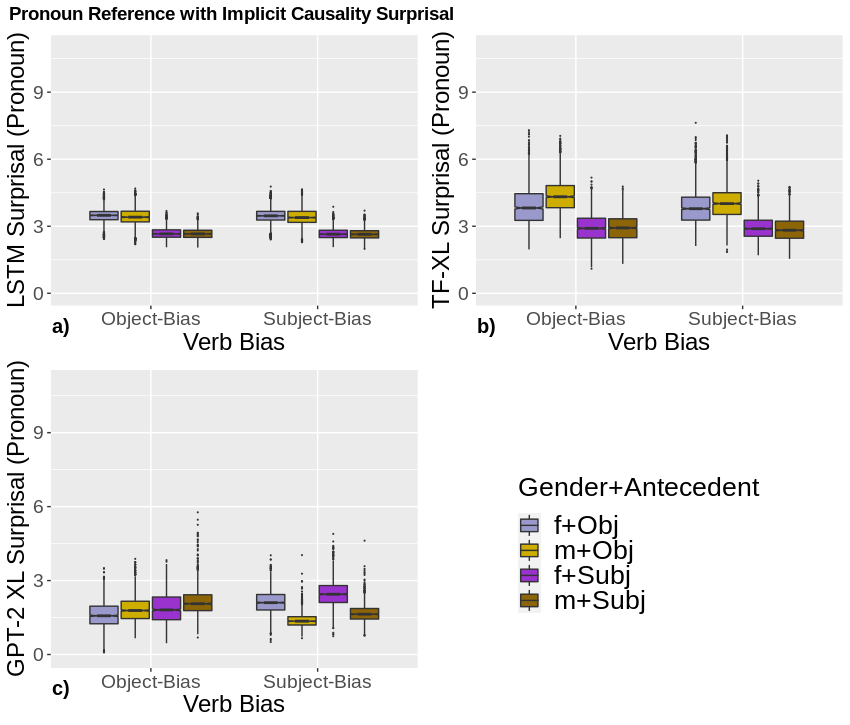 Pronoun Reference with Implicit Causality Surprisal
LSTM Surprisal (Pronoun)
9
6
3
0
Object-Bias
Subject-Bias
a)
Verb Bias
TF-XL Surprisal (Pronoun)
9
6
3
0
Object-Bias
Subject-Bias
b)
Verb Bias
GPT-2 XL Surprisal (Pronoun)
9
6
3
0
Object-Bias
Subject-Bias
c)
Verb Bias
Gender+Antecedent
f+Obj
m+Obj
f+Subj
m+Subj